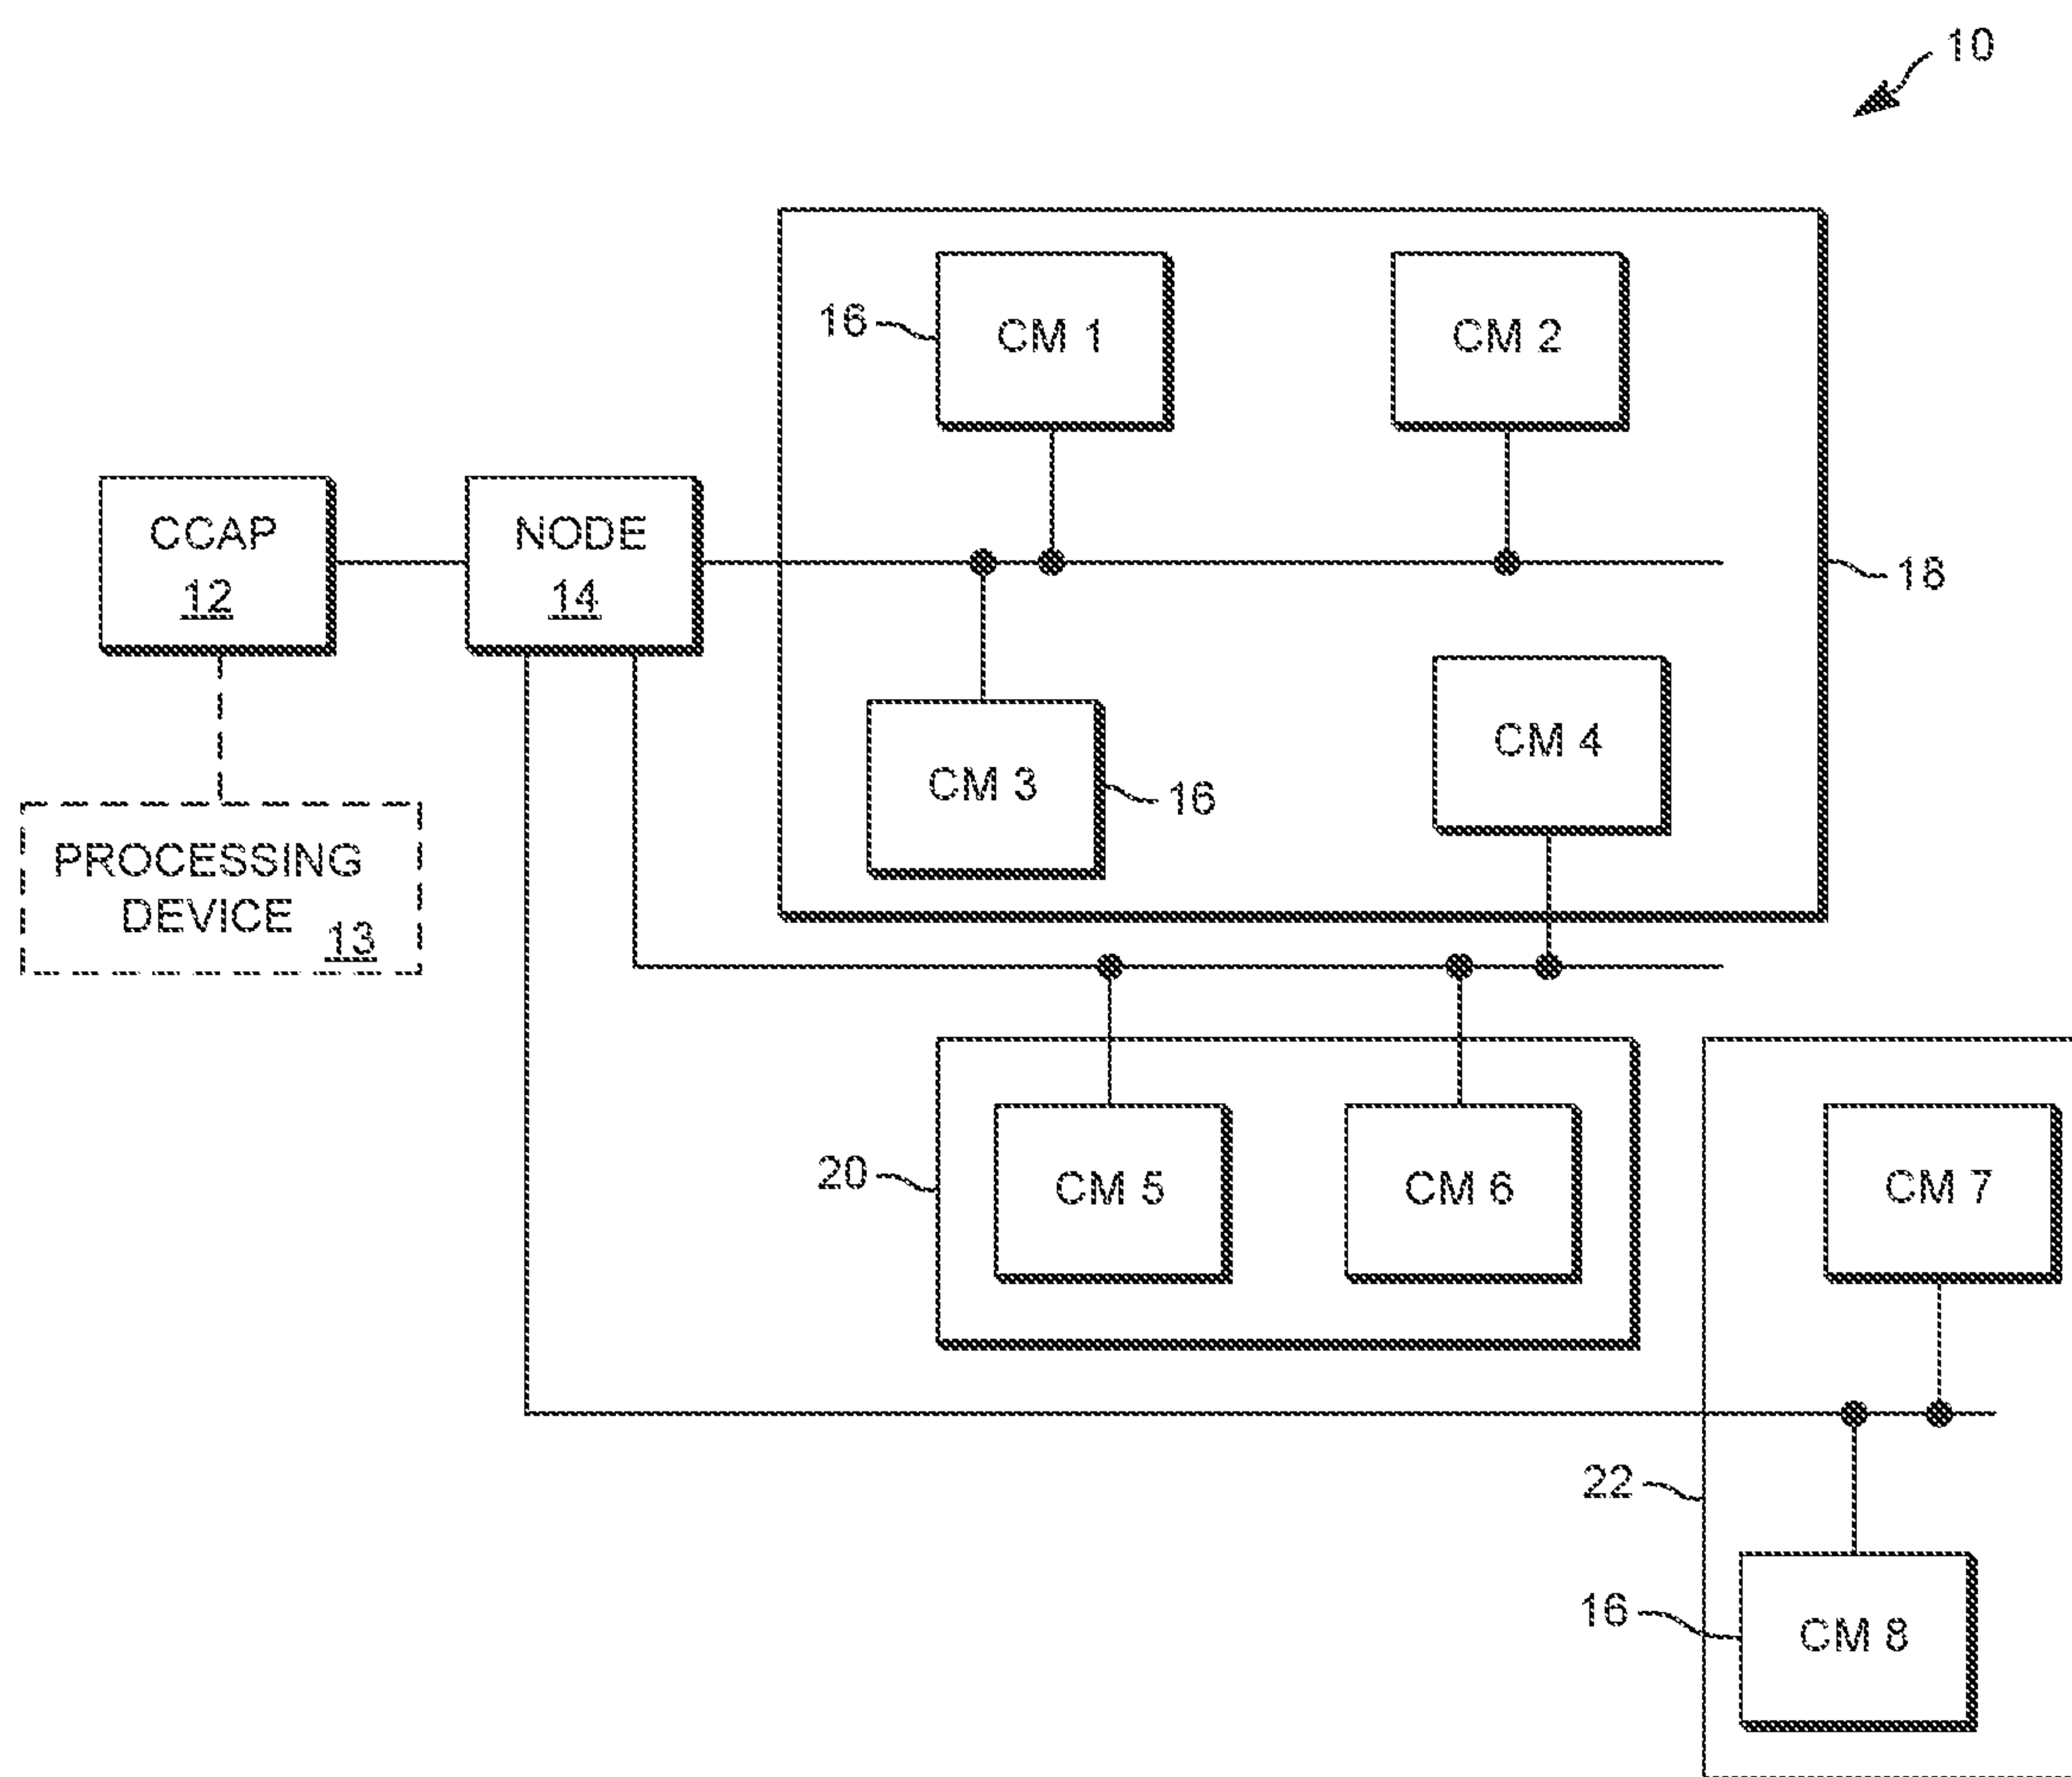 10
16
CM 1
CM 2
CCAP
12
NODE
14
18
CM 3
16
CM 4
PROCESSING
DEVICE
13
20
CM 5
CM 6
CM 7
22
16
CM 8